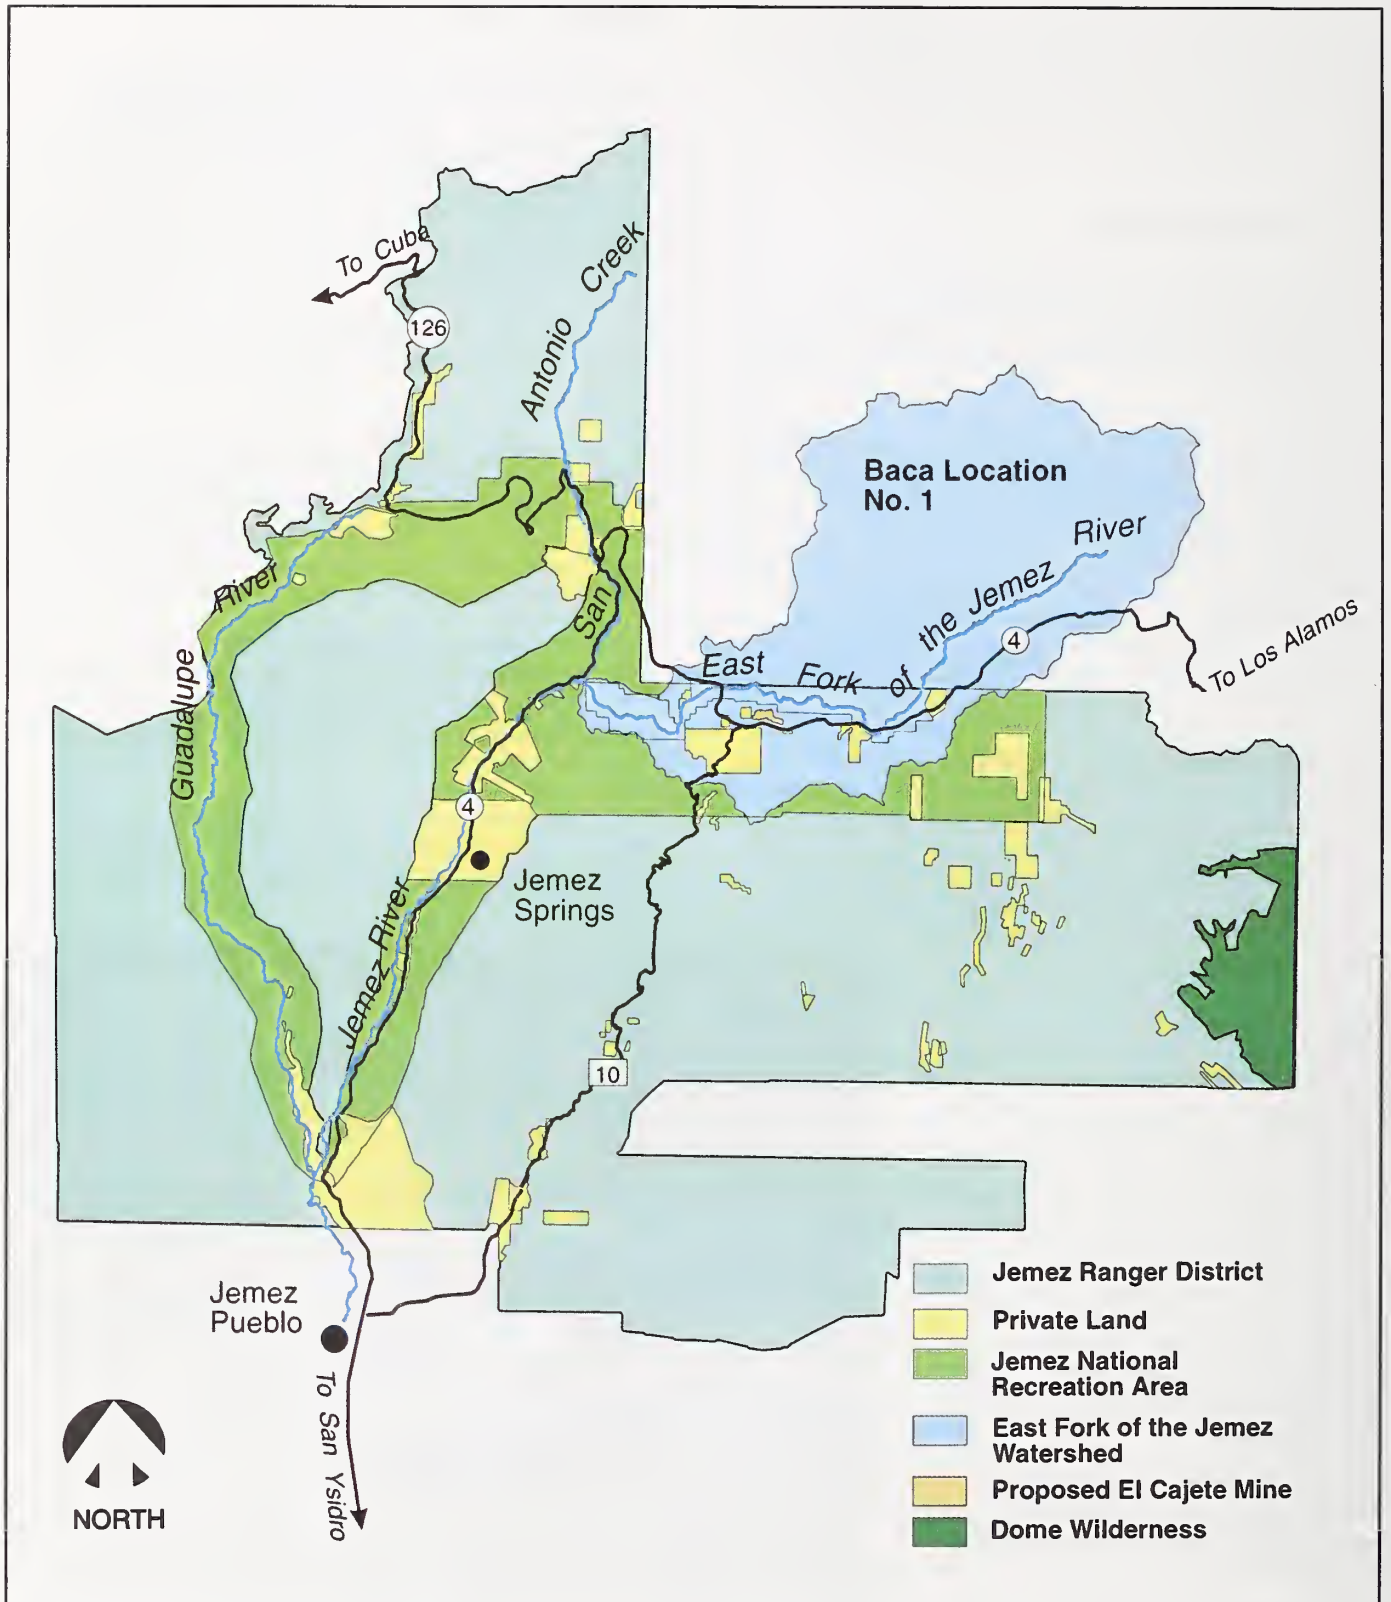 To Cuba
126
Antonio Creek
Baca Location
No. 1
River
the Jemez
of
Fork
East
4
To Los Alamos
San
Guadalupe River
4
Jemez
Springs
Jemez River
10
Jemez
Pueblo
To San Ysidro
NORTH
Jemez Ranger District
Private Land
Jemez National
Recreation Area
East Fork of the Jemez
Watershed
Proposed El Cajete Mine
Dome Wilderness